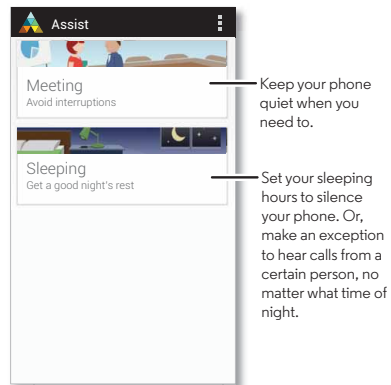 Assist
Meeting
Avoid interruptions
Keep your phone
quiet when you
need to.
Sleeping
Get a good night's rest
Set your sleeping
hours to silence
your phone. Or,
make an exception
to hear calls from a
certain person, no
matter what time of
night.